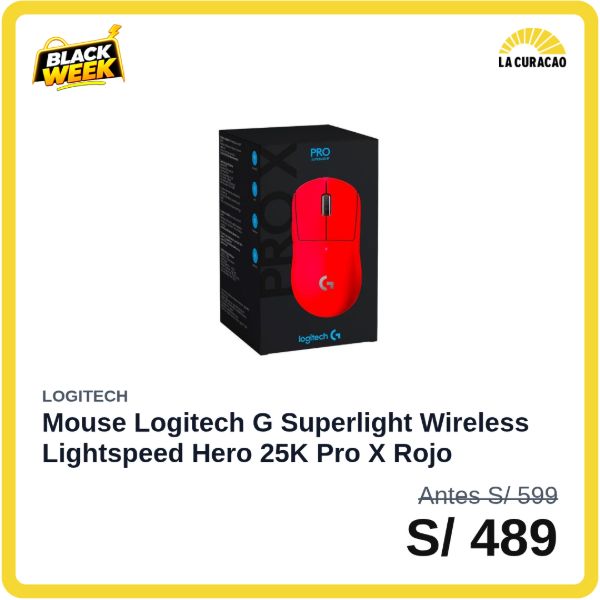 BLACK
WEEK
LA CURACAO
PRO
PRO X
logitech G
LOGITECH
Mouse Logitech G Superlight Wireless
Lightspeed Hero 25K Pro X Rojo
Antes S/ 599
S/ 489